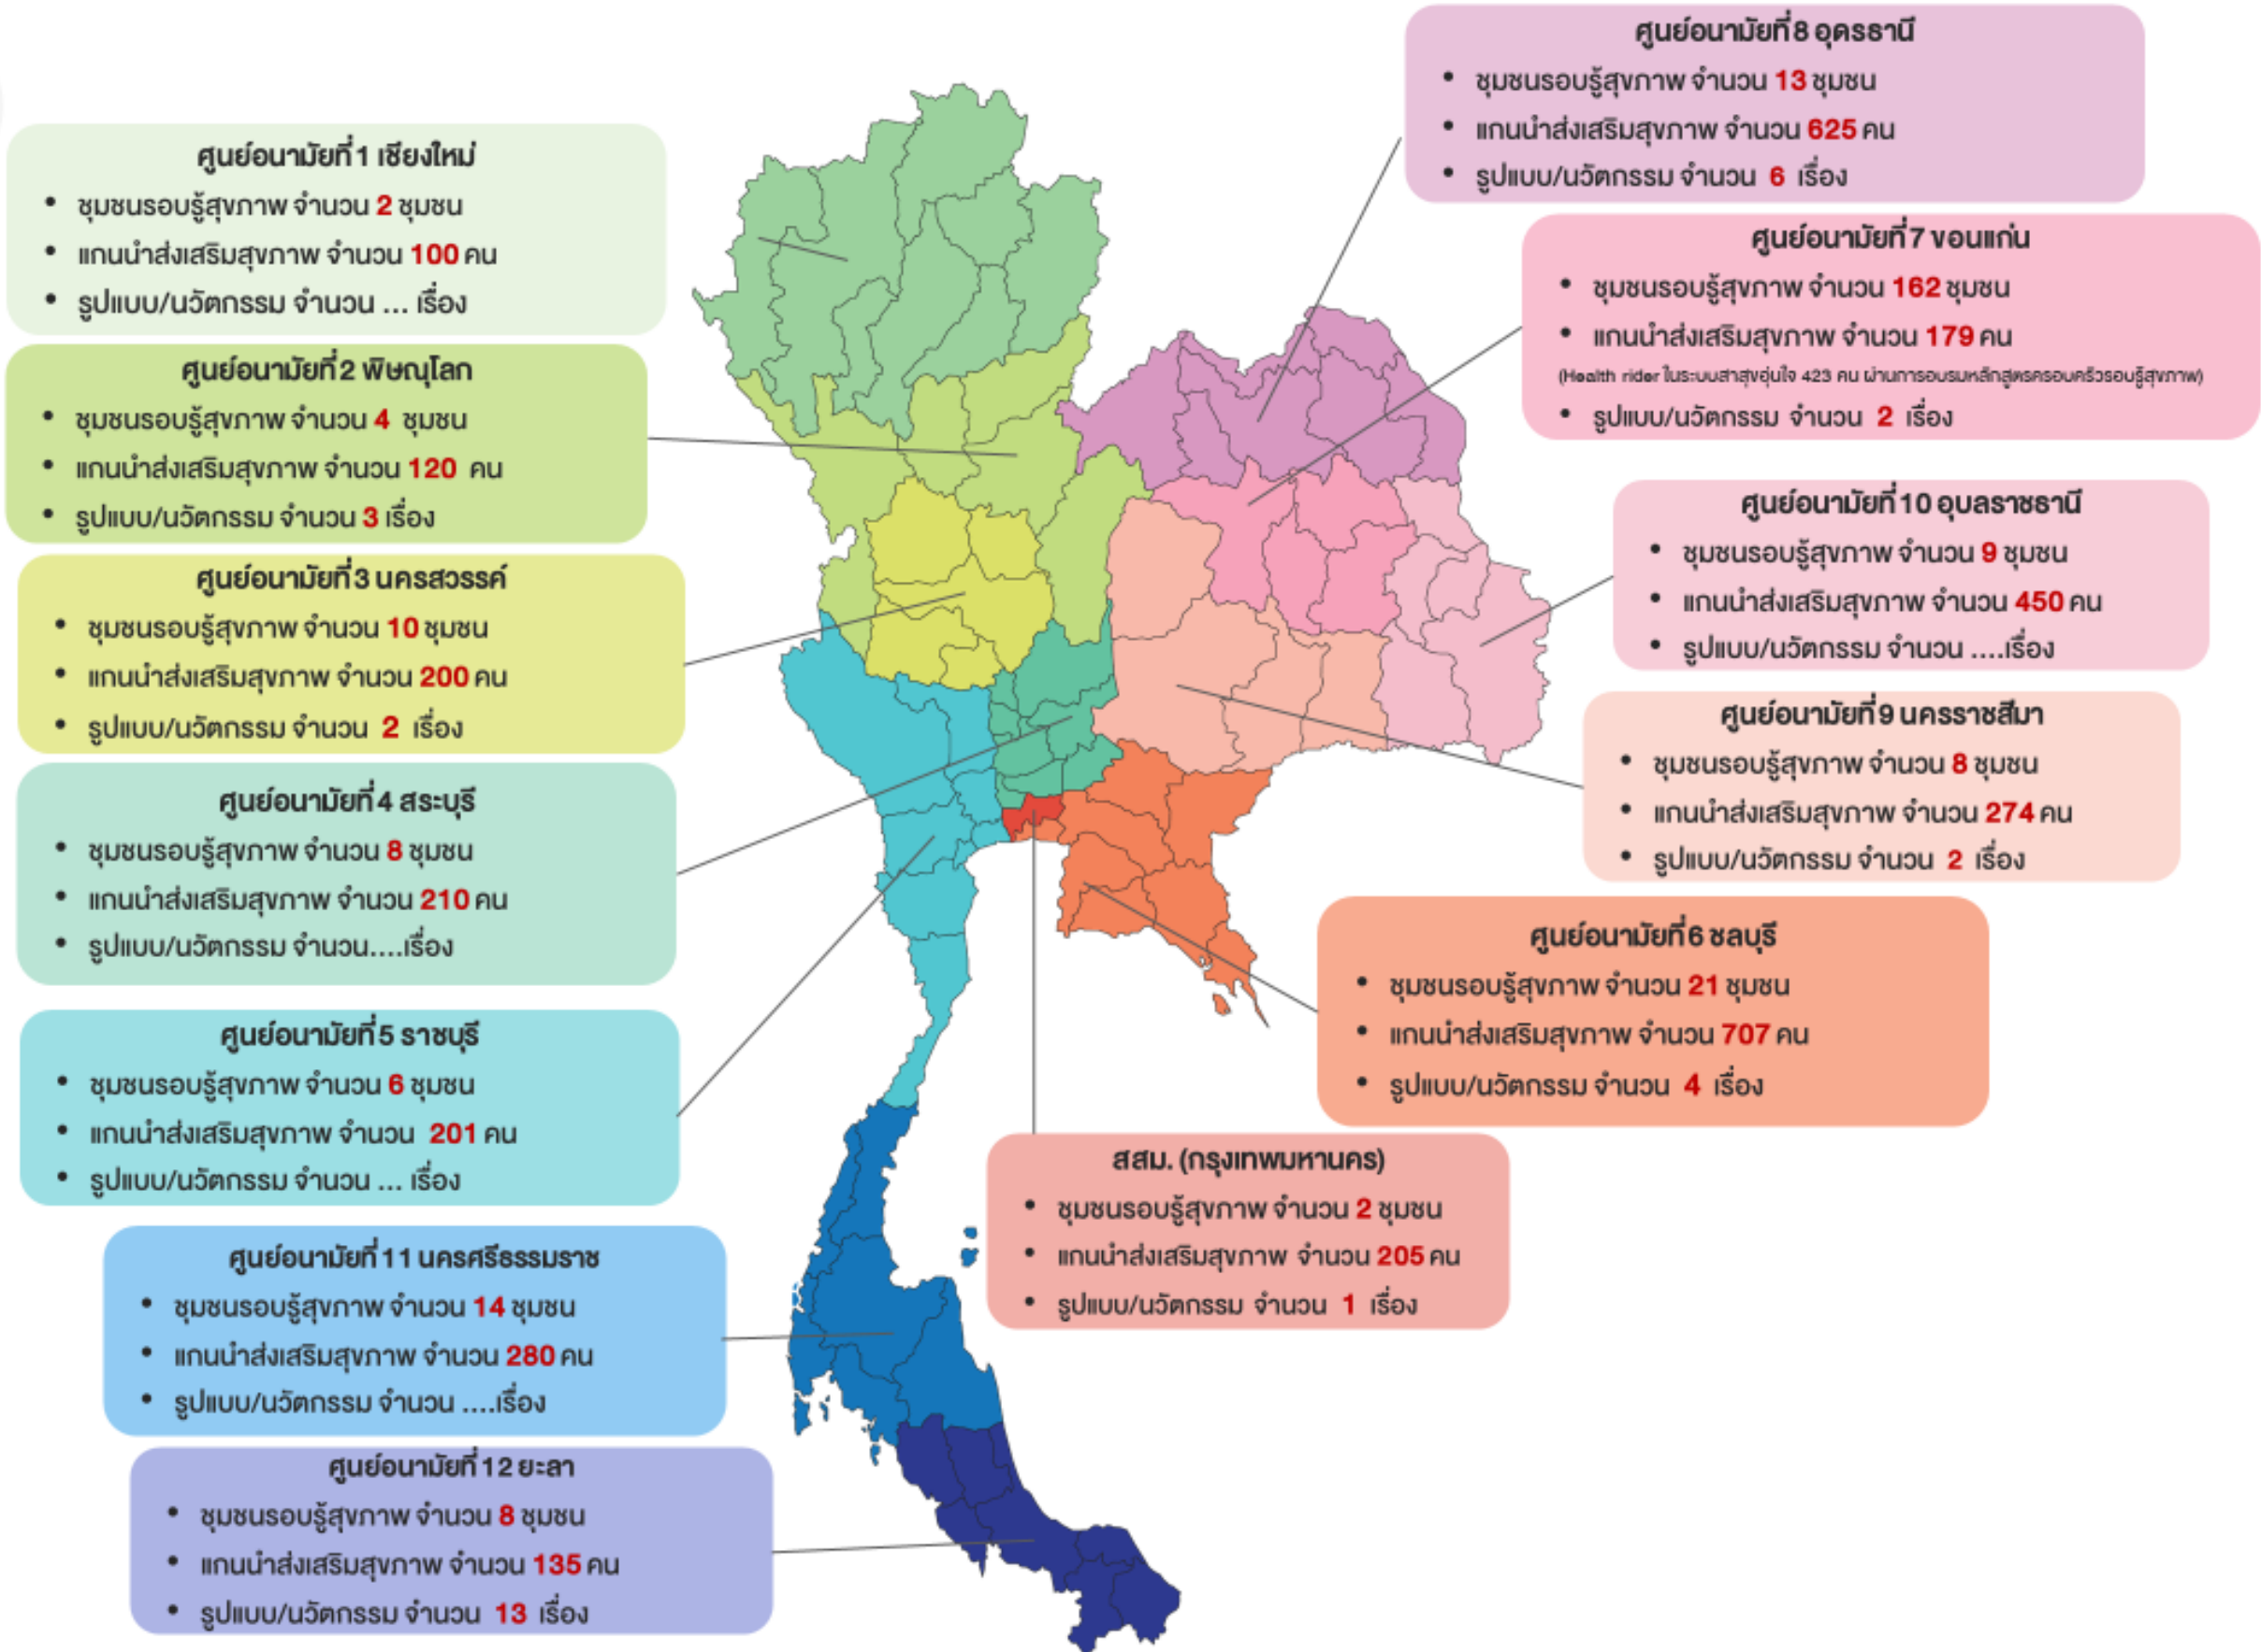 ศูนย์อนามัยที่ 1 เชียงใหม่
• ชุมชนรอบรู้สุขภาพ จำนวน 2 ชุมชน
• แกนนำส่งเสริมสุขภาพ จำนวน 100 คน
• รูปแบบ/นวัตกรรม จำนวน ... เรื่อง
ศูนย์อนามัยที่ 2 พิษณุโลก
• ชุมชนรอบรู้สุขภาพ จำนวน 4 ชุมชน
• แกนนำส่งเสริมสุขภาพ จำนวน 120 คน
• รูปแบบ/นวัตกรรม จำนวน 3 เรื่อง
ศูนย์อนามัยที่ 3 นครสวรรค์
• ชุมชนรอบรู้สุขภาพ จำนวน 10 ชุมชน
• แกนนำส่งเสริมสุขภาพ จำนวน 200 คน
• รูปแบบ/นวัตกรรม จำนวน 2 เรื่อง
ศูนย์อนามัยที่ 4 สระบุรี
• ชุมชนรอบรู้สุขภาพ จำนวน 8 ชุมชน
• แกนนำส่งเสริมสุขภาพ จำนวน 210 คน
• รูปแบบ/นวัตกรรม จำนวน....เรื่อง
ศูนย์อนามัยที่ 5 ราชบุรี
• ชุมชนรอบรู้สุขภาพ จำนวน 6 ชุมชน
• แกนนำส่งเสริมสุขภาพ จำนวน 201 คน
• รูปแบบ/นวัตกรรม จำนวน ... เรื่อง
ศูนย์อนามัยที่ 11 นครศรีธรรมราช
• ชุมชนรอบรู้สุขภาพ จำนวน 14 ชุมชน
• แกนนำส่งเสริมสุขภาพ จำนวน 280 คน
• รูปแบบ/นวัตกรรม จำนวน ....เรื่อง
ศูนย์อนามัยที่ 12 ยะลา
• ชุมชนรอบรู้สุขภาพ จำนวน 8 ชุมชน
• แกนนำส่งเสริมสุขภาพ จำนวน 135 คน
• รูปแบบ/นวัตกรรม จำนวน 13 เรื่อง
ศูนย์อนามัยที่ 8 อุดรธานี
• ชุมชนรอบรู้สุขภาพ จำนวน 13 ชุมชน
• แกนนำส่งเสริมสุขภาพ จำนวน 625 คน
• รูปแบบ/นวัตกรรม จำนวน 6 เรื่อง
ศูนย์อนามัยที่ 7 ขอนแก่น
• ชุมชนรอบรู้สุขภาพ จำนวน 162 ชุมชน
• แกนนำส่งเสริมสุขภาพ จำนวน 179 คน
(Health rider ในระบบสาสุขอุ่นใจ 423 คน ผ่านการอบรมหลักสูตรครอบครัวรอบรู้สุขภาพ)
• รูปแบบ/นวัตกรรม จำนวน 2 เรื่อง
ศูนย์อนามัยที่ 10 อุบลราชธานี
• ชุมชนรอบรู้สุขภาพ จำนวน 9 ชุมชน
• แกนนำส่งเสริมสุขภาพ จำนวน 450 คน
• รูปแบบ/นวัตกรรม จำนวน ....เรื่อง
ศูนย์อนามัยที่ 9 นครราชสีมา
• ชุมชนรอบรู้สุขภาพ จำนวน 8 ชุมชน
• แกนนำส่งเสริมสุขภาพ จำนวน 274 คน
• รูปแบบ/นวัตกรรม จำนวน 2 เรื่อง
ศูนย์อนามัยที่ 6 ชลบุรี
• ชุมชนรอบรู้สุขภาพ จำนวน 21 ชุมชน
• แกนนำส่งเสริมสุขภาพ จำนวน 707 คน
• รูปแบบ/นวัตกรรม จำนวน 4 เรื่อง
สสม. (กรุงเทพมหานคร)
• ชุมชนรอบรู้สุขภาพ จำนวน 2 ชุมชน
• แกนนำส่งเสริมสุขภาพ จำนวน 205 คน
• รูปแบบ/นวัตกรรม จำนวน 1 เรื่อง